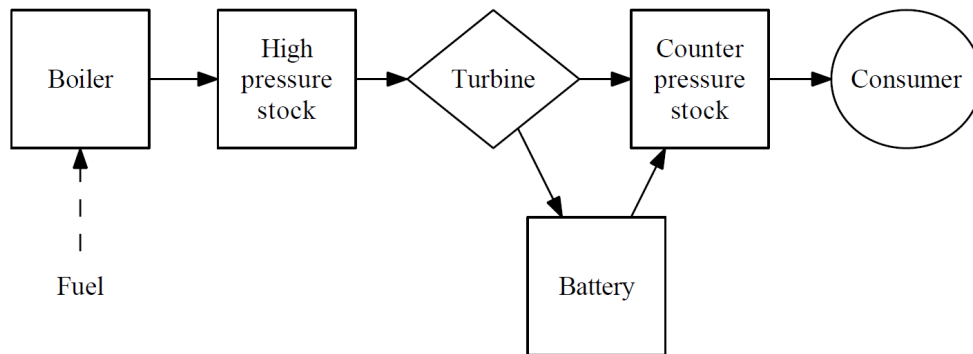 Boiler
High
pressure
stock
Turbine
Counter
pressure
stock
Consumer
Fuel
Battery